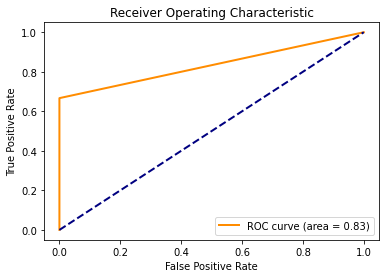 Receiver Operating Characteristic
True Positive Rate
1.0
0.8
0.6
0.4
0.2
0.0
ROC curve (area = 0.83)
0.0 0.2 0.4 0.6 0.8 1.0
False Positive Rate